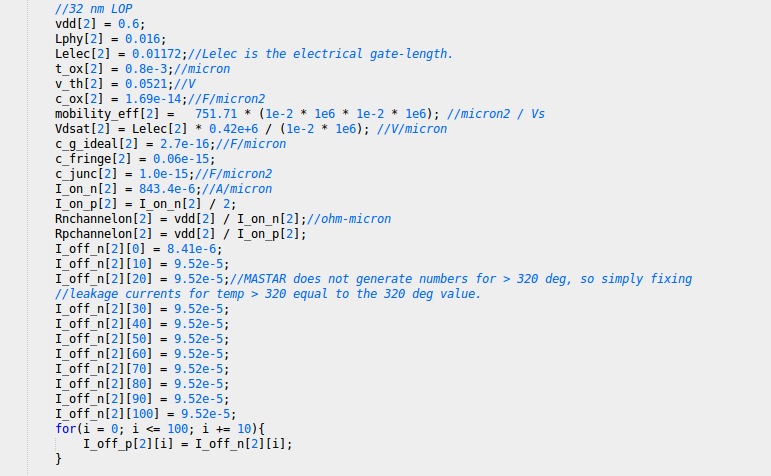 //32 nm LOP
vdd[2] = 0.6;
Lphy[2] = 0.016;
Lelec[2] = 0.01172;//Lelec is the electrical gate-length.
t_ox[2] = 0.8e-3;//micron
v_th[2] = 0.0521;//V
c_ox[2] = 1.69e-14;//F/micron2
mobility_eff[2] =   751.71 * (1e-2 * 1e6 * 1e-2 * 1e6); //micron2 / Vs
Vdsat[2] = Lelec[2] * 0.42e+6 / (1e-2 * 1e6); //V/micron
c_g_ideal[2] = 2.7e-16;//F/micron
c_fringe[2] = 0.06e-15;
c_junc[2] = 1.0e-15;//F/micron2
I_on_n[2] = 843.4e-6;//A/micron
I_on_p[2] = I_on_n[2] / 2;
Rnchannelon[2] = vdd[2] / I_on_n[2];//ohm-micron
Rpchannelon[2] = vdd[2] / I_on_p[2];
I_off_n[2][0] = 8.41e-6;
I_off_n[2][10] = 9.52e-5;
I_off_n[2][20] = 9.52e-5;//MASTAR does not generate numbers for > 320 deg, so simply fixing
//leakage currents for temp > 320 equal to the 320 deg value.
I_off_n[2][30] = 9.52e-5;
I_off_n[2][40] = 9.52e-5;
I_off_n[2][50] = 9.52e-5;
I_off_n[2][60] = 9.52e-5;
I_off_n[2][70] = 9.52e-5;
I_off_n[2][80] = 9.52e-5;
I_off_n[2][90] = 9.52e-5;
I_off_n[2][100] = 9.52e-5;
for(i = 0; i <= 100; i += 10){
    I_off_p[2][i] = I_off_n[2][i];
}